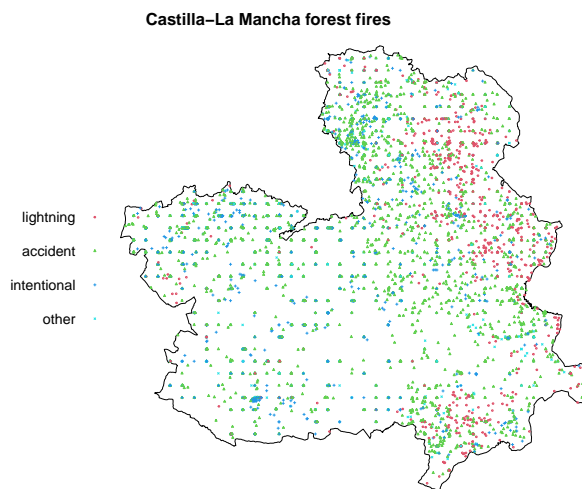 Castilla−La Mancha forest fires
lightning
accident
intentional
other